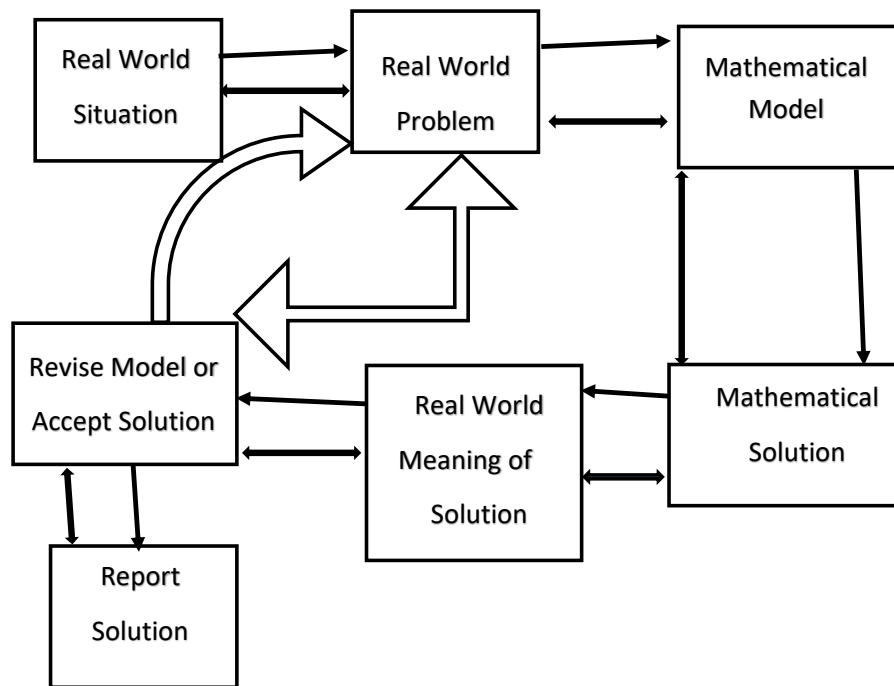 Real World
Situation
Real World
Problem
Mathematical
Model
Revise Model or
Accept Solution
Real World
Meaning of
Solution
Mathematical
Solution
Report
Solution